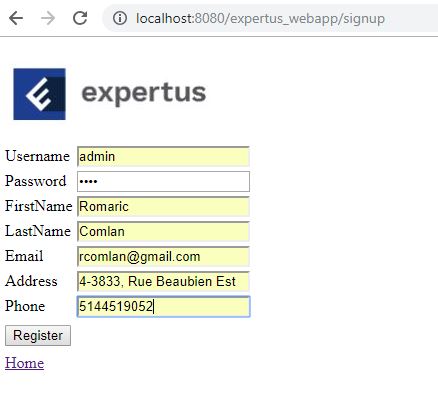 localhost:8080/expertus_webapp/signup
expertus
Username admin
Password ••••
FirstName Romaric
LastName Comlan
Email rcomlan@gmail.com
Address 4-3833, Rue Beaubien Est
Phone 5144519052
Register
Home